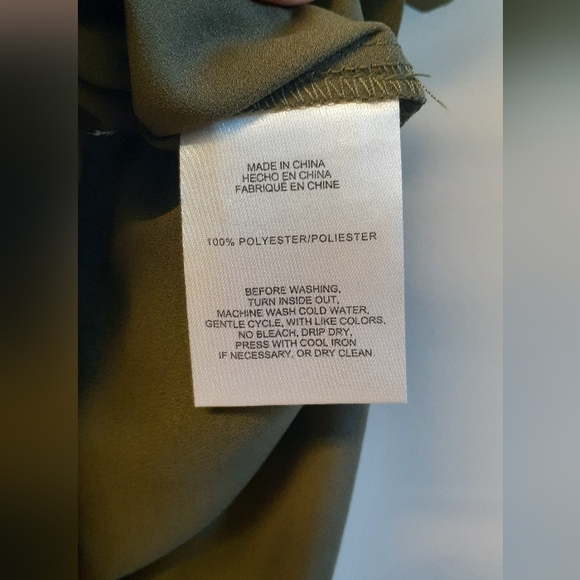 MADE IN CHINA
HECHO EN CHINA
FABRIQUÉ EN CHINE
100% POLYESTER/POLIESTER
BEFORE WASHING,
TURN INSIDE OUT,
MACHINE WASH COLD WATER,
GENTLE CYCLE, WITH LIKE COLORS,
NO BLEACH, DRIP DRY,
PRESS WITH COOL IRON
IF NECESSARY, OR DRY CLEAN